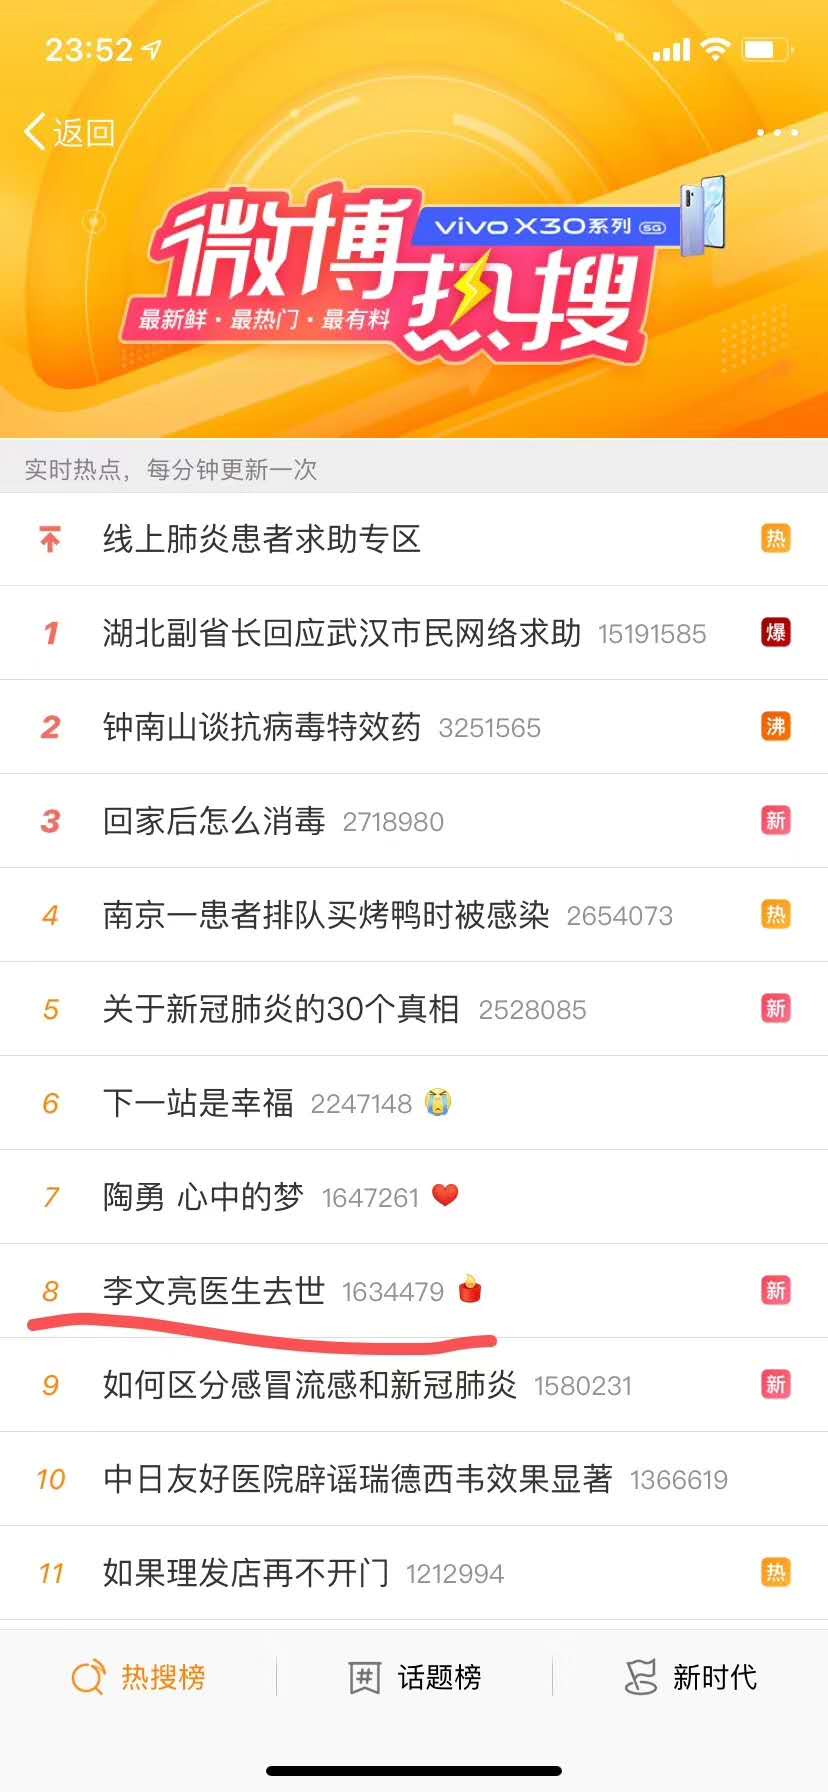 23:52
返回
微博热搜
vivo X30系列 5G
最新鲜·最热门·最有料
实时热点，每分钟更新一次
线上肺炎患者求助专区 热
1 湖北副省长回应武汉市民网络求助 15191585 爆
2 钟南山谈抗病毒特效药 3251565 沸
3 回家后怎么消毒 2718980 新
4 南京一患者排队买烤鸭时被感染 2654073 热
5 关于新冠肺炎的30个真相 2528085 新
6 下一站是幸福 2247148
7 陶勇 心中的梦 1647261
8 李文亮医生去世 1634479 新
9 如何区分感冒流感和新冠肺炎 1580231 新
10 中日友好医院辟谣瑞德西韦效果显著 1366619
11 如果理发店再不开门 1212994 热
热搜榜 # 话题榜 新时代